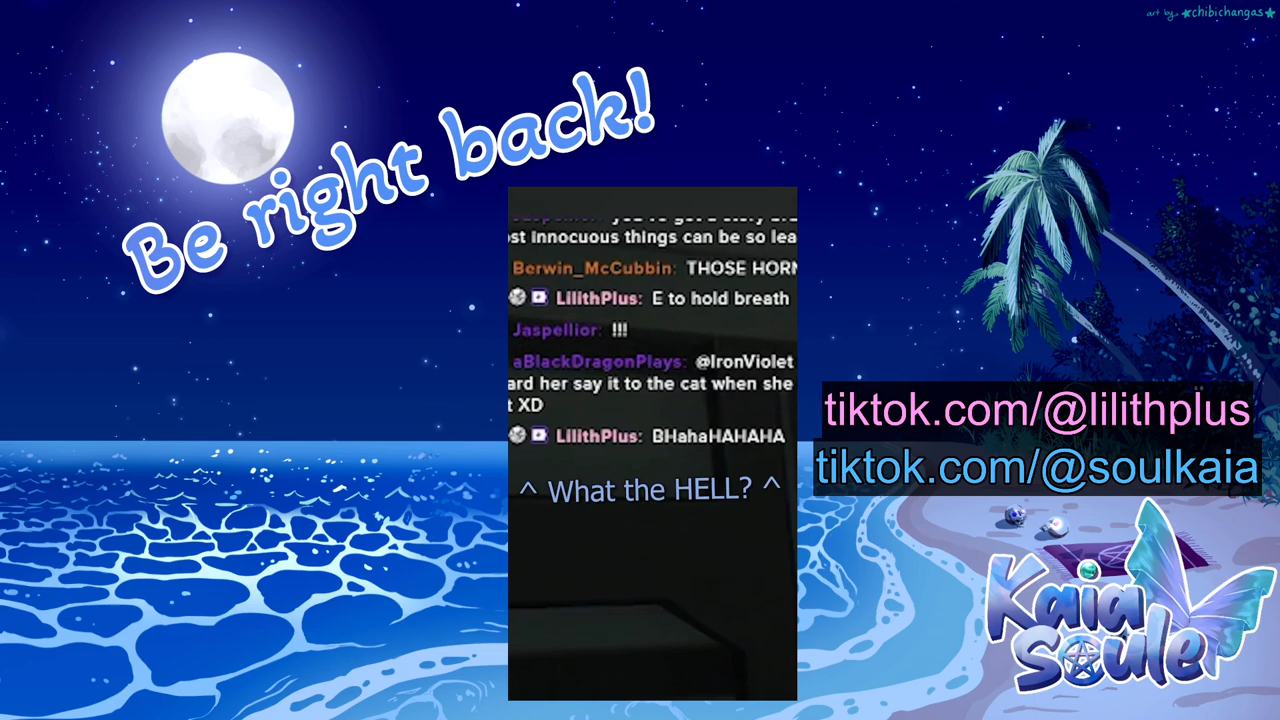 art by ★chibichangas★
Be right back!
ost innocuous things can be so lea
Berwin_McCubbin: THOSE HORN
LilithPlus: E to hold breath
Jaspellior: !!!
aBlackDragonPlays: @IronViolet
ard her say it to the cat when she
t XD
LilithPlus: BHahaHAHAHA
^ What the HELL? ^
tiktok.com/@lilithplus
tiktok.com/@soulkaia
Kaia
Soule